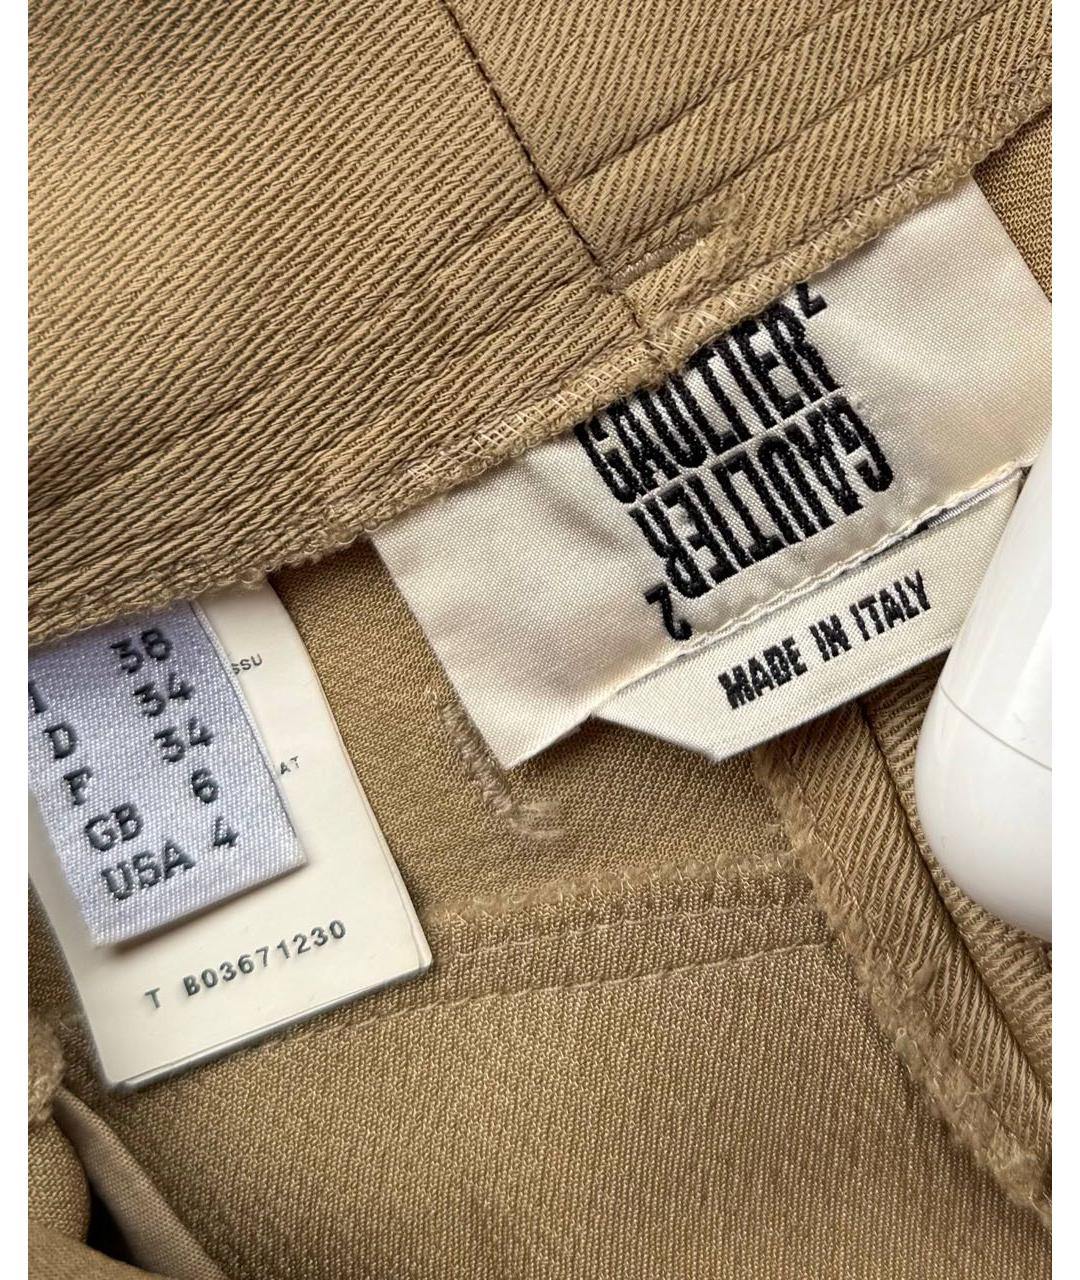 GAULTIER²
GAULTIER²
MADE IN ITALY
38
D 34
F 34
GB 6
USA 4
T B03671230